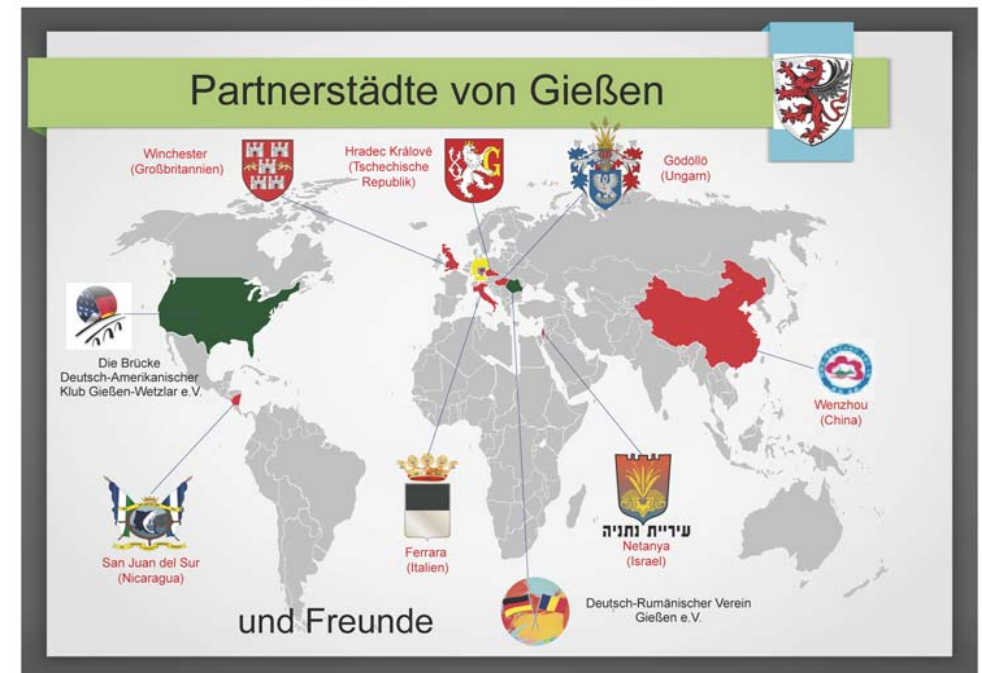 Partnerstädte von Gießen
Winchester
(Großbritannien)
Hradec Králové
(Tschechische
Republik)
G
Gödöllö
(Ungarn)
Die Brücke
Deutsch-Amerikanischer
Klub Gießen-Wetzlar e.V.
Wenzhou
(China)
San Juan del Sur
(Nicaragua)
Ferrara
(Italien)
עיריית נתניה
Netanya
(Israel)
Deutsch-Rumänischer Verein
Gießen e.V.
und Freunde